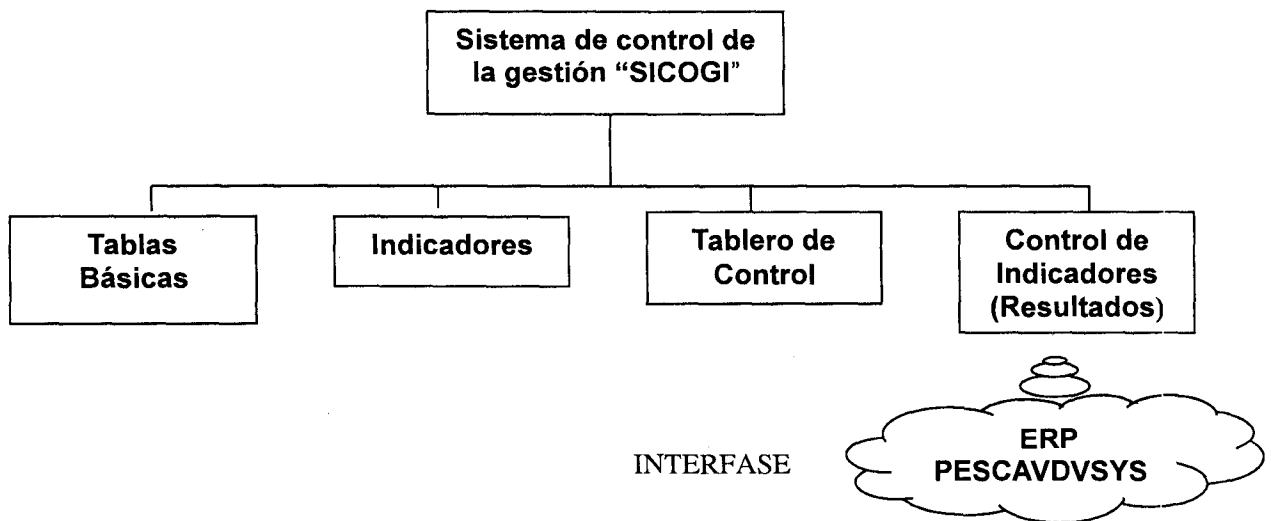 Sistema de control de
la gestión “SICOGI”
Tablas
Básicas
Indicadores
Tablero de
Control
Control de
Indicadores
(Resultados)
INTERFASE
ERP
PESCAVDVSYS